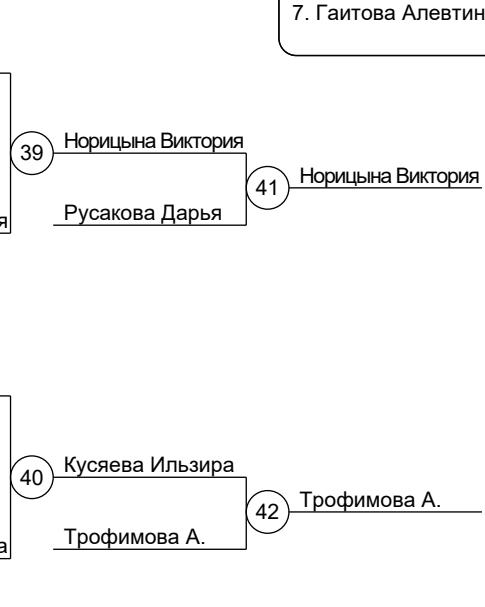 7. Гаитова Алевтин
39
Норицына Виктория
41
Норицына Виктория
Русакова Дарья
я
40
Кусяева Ильзира
42
Трофимова А.
Трофимова А.
а